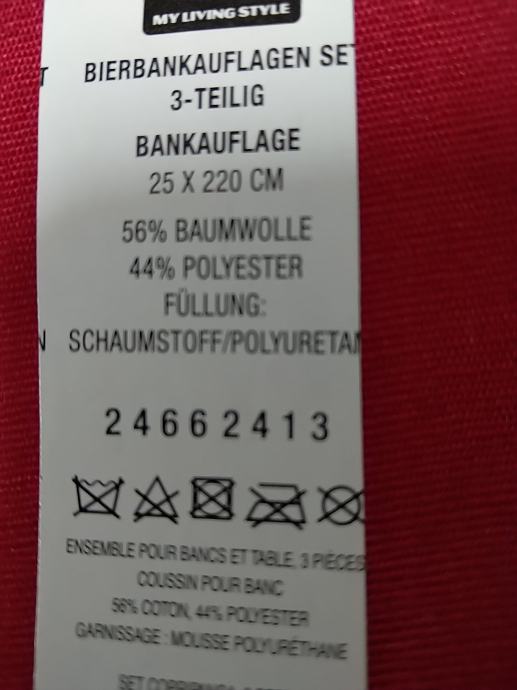 MY LIVING STYLE
BIERBANKAUFLAGEN SET
3-TEILIG
BANKAUFLAGE
25 X 220 CM
56% BAUMWOLLE
44% POLYESTER
FÜLLUNG:
SCHAUMSTOFF/POLYURETAN
24662413
ENSEMBLE POUR BANCS ET TABLE, 3 PIÈCES
COUSSIN POUR BANC
56% COTON, 44% POLYESTER
GARNISSAGE : MOUSSE POLYURÉTHANE
SET